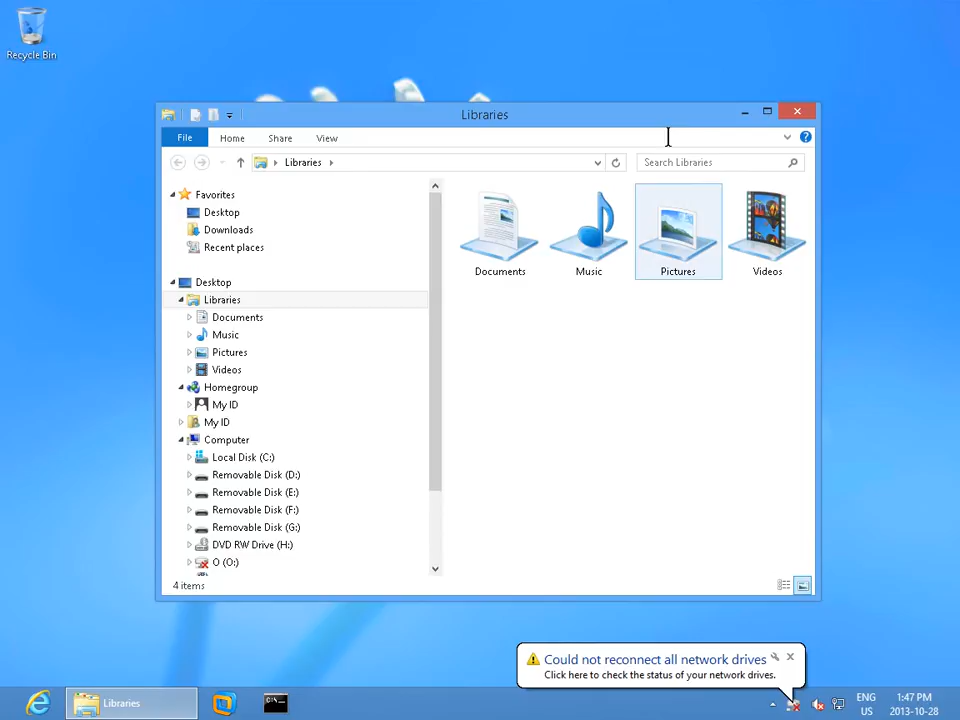 Recycle Bin
Libraries
File
Home
Share
View
Libraries
Search Libraries
Favorites
Desktop
Downloads
Recent places
Desktop
Libraries
Documents
Music
Pictures
Videos
Homegroup
My ID
My ID
Computer
Local Disk (C:)
Removable Disk (D:)
Removable Disk (E:)
Removable Disk (F:)
Removable Disk (G:)
DVD RW Drive (H:)
O (O:)
Documents
Music
Pictures
Videos
4 items
Could not reconnect all network drives
Click here to check the status of your network drives.
Libraries
ENG
US
1:47 PM
2013-10-28